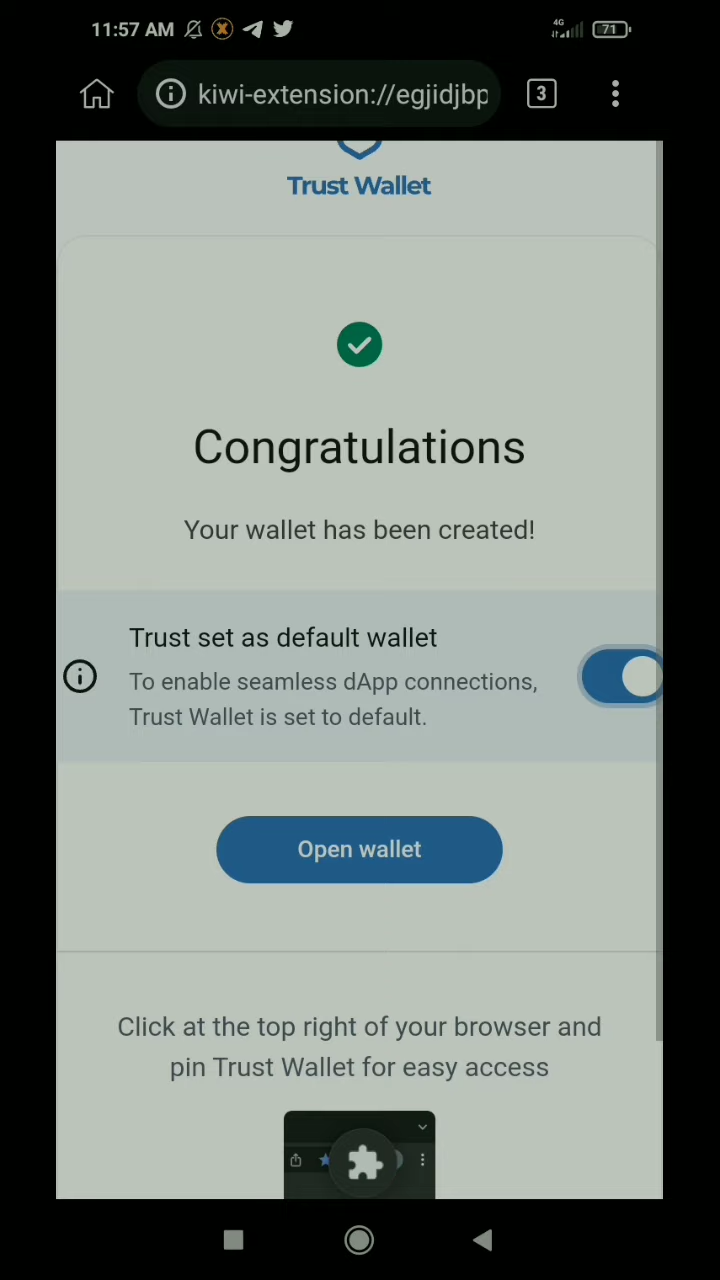 11:57 AM 4G 71
kiwi-extension://egjidjbp 3
Trust Wallet
Congratulations
Your wallet has been created!
Trust set as default wallet
To enable seamless dApp connections,
Trust Wallet is set to default.
Open wallet
Click at the top right of your browser and
pin Trust Wallet for easy access